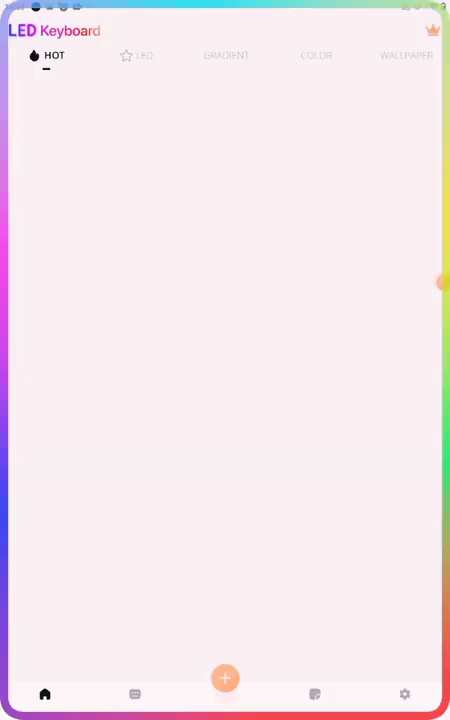 LED Keyboard
HOT
LED
GRADIENT
COLOR
WALLPAPER